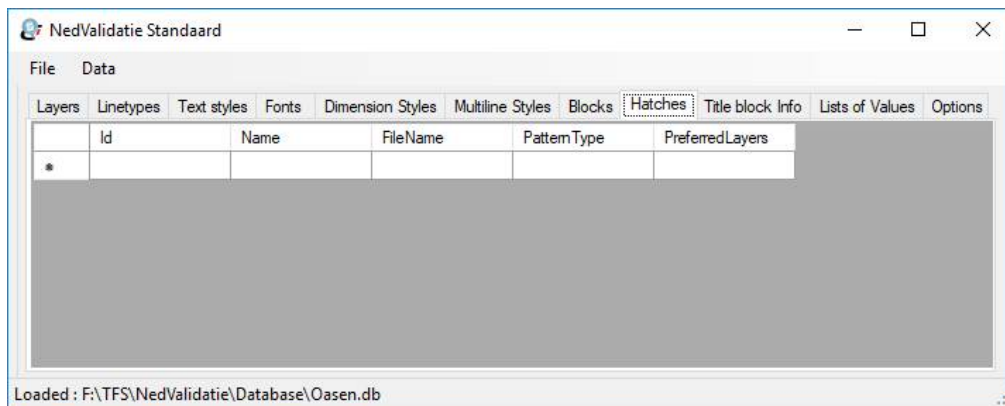 NedValidatie Standaard
File Data
Layers Linetypes Text styles Fonts Dimension Styles Multiline Styles Blocks Hatches Title block Info Lists of Values Options
Id Name FileName PatternType PreferredLayers
*
Loaded : F:\TFS\NedValidatie\Database\Oasen.db